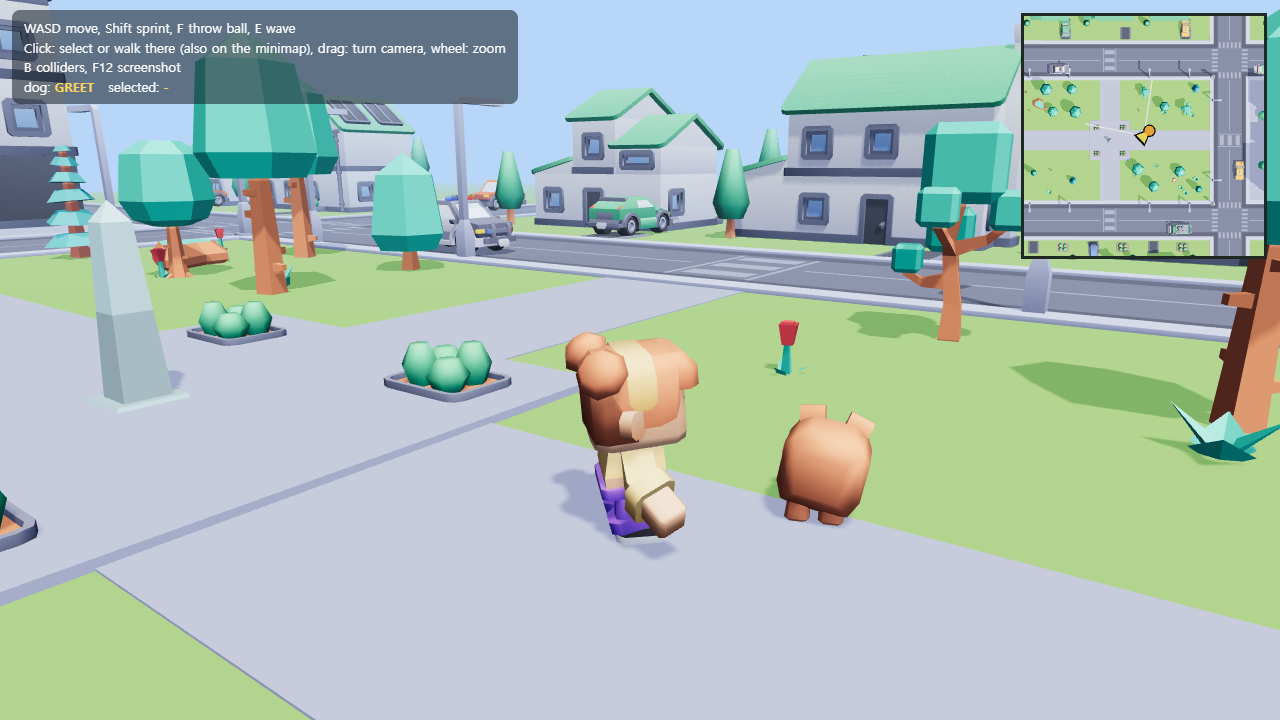 WASD move, Shift sprint, F throw ball, E wave
Click: select or walk there (also on the minimap), drag: turn camera, wheel: zoom
B colliders, F12 screenshot
dog: GREET selected: -